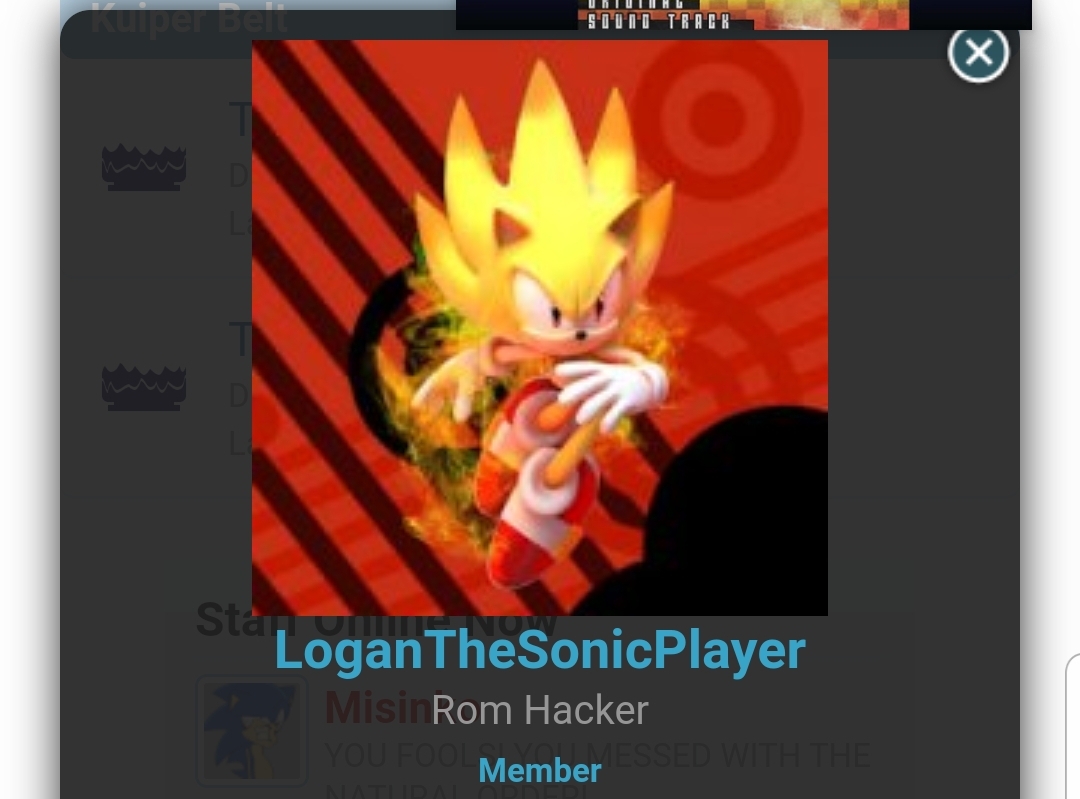 Kuiper Belt
ORIGINAL
SOUND TRACK
T
D
La
T
D
La
Staff Online Now
LoganTheSonicPlayer
Rom Hacker
YOU FOOLS! YOU MESSED WITH THE
Member
NATURAL ORDER!